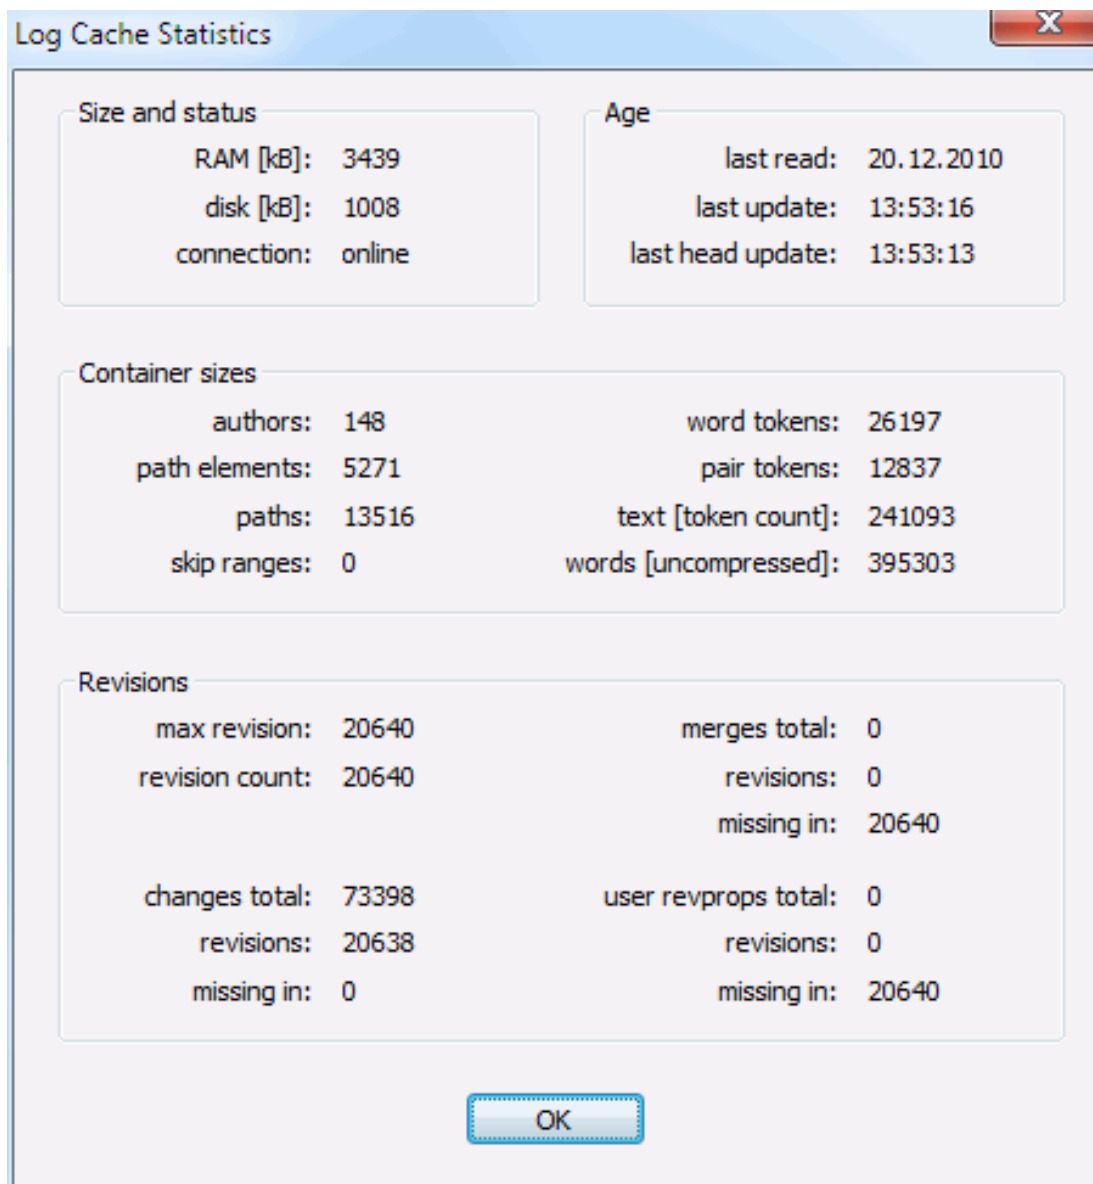 Log Cache Statistics
Size and status
RAM [kB]: 3439
disk [kB]: 1008
connection: online
Age
last read: 20.12.2010
last update: 13:53:16
last head update: 13:53:13
Container sizes
authors: 148
path elements: 5271
paths: 13516
skip ranges: 0
word tokens: 26197
pair tokens: 12837
text [token count]: 241093
words [uncompressed]: 395303
Revisions
max revision: 20640
revision count: 20640
merges total: 0
revisions: 0
missing in: 20640
changes total: 73398
revisions: 20638
missing in: 0
user revprops total: 0
revisions: 0
missing in: 20640
OK